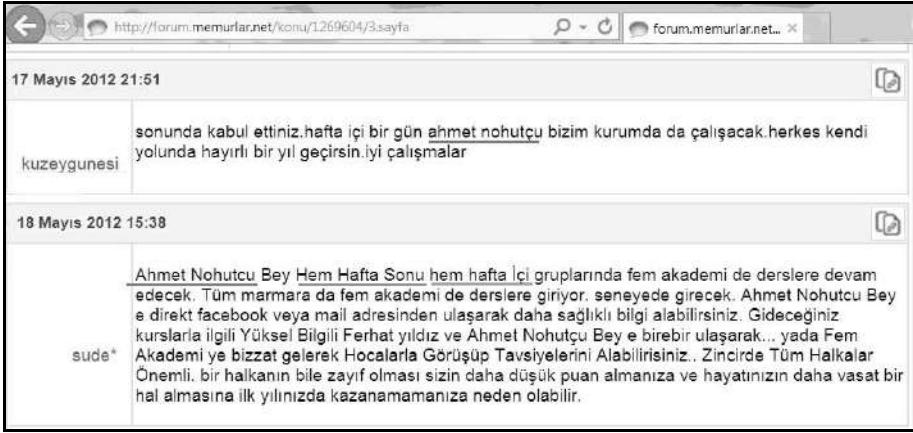 http://forum.memurlar.net/konu/1269604/3.sayfa
forum.memurlar.net...
17 Mayıs 2012 21:51
kuzeygunesi
sonunda kabul ettiniz.hafta içi bir gün ahmet nohutçu bizim kurumda da çalışacak.herkes kendi
yolunda hayırlı bir yıl geçirsin.iyi çalışmalar
18 Mayıs 2012 15:38
sude*
Ahmet Nohutcu Bey Hem Hafta Sonu hem hafta İçi gruplarında fem akademi de derslere devam
edecek. Tüm marmara da fem akademi de derslere giriyor. seneyede girecek. Ahmet Nohutcu Bey
e direkt facebook veya mail adresinden ulaşarak daha sağlıklı bilgi alabilirsiniz. Gideceğiniz
kurslarla ilgili Yüksel Bilgili Ferhat yıldız ve Ahmet Nohutcu Bey e birebir ulaşarak... yada Fem
Akademi ye bizzat gelerek Hocalarla Görüşüp Tavsiyelerini Alabilirisiniz.. Zincirde Tüm Halkalar
Önemli. bir halkanın bile zayıf olması sizin daha düşük puan almanıza ve hayatınızın daha vasat bir
hal almasına ilk yılınızda kazanamamanıza neden olabilir.